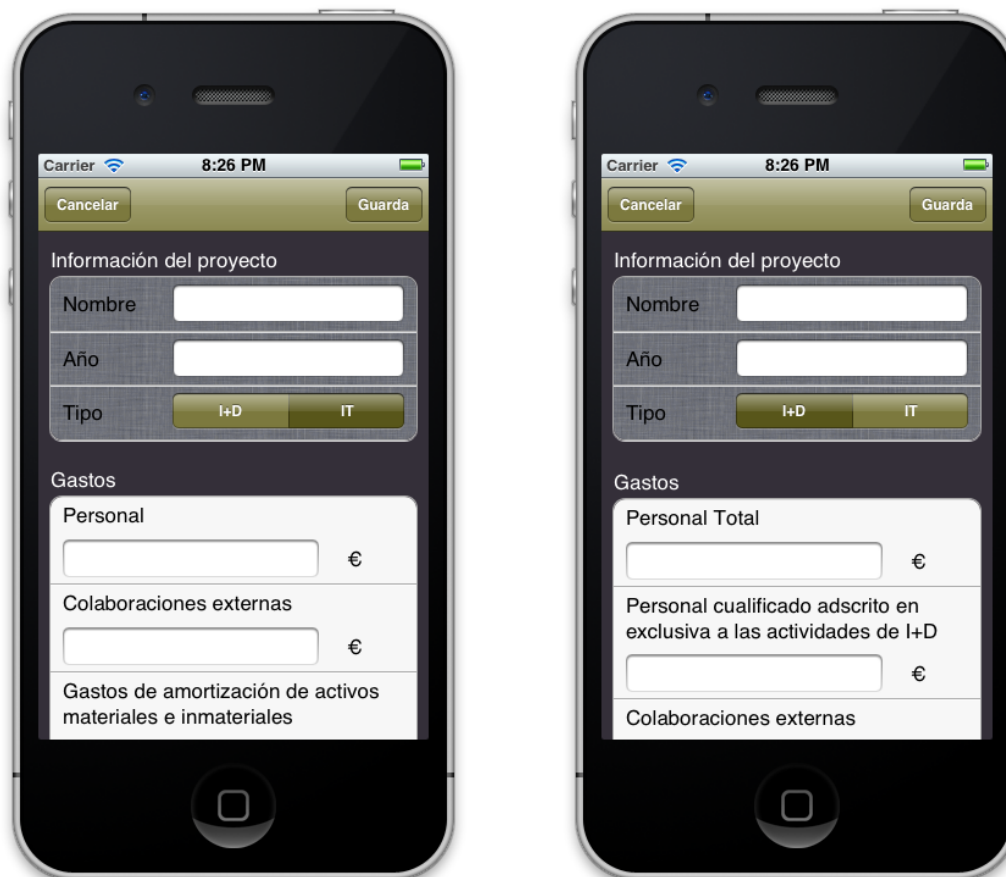 Carrier 8:26 PM
Cancelar Guarda
Información del proyecto
Nombre
Año
Tipo I+D IT
Gastos
Personal
€
Colaboraciones externas
€
Gastos de amortización de activos
materiales e inmateriales
Carrier 8:26 PM
Cancelar Guarda
Información del proyecto
Nombre
Año
Tipo I+D IT
Gastos
Personal Total
€
Personal cualificado adscrito en
exclusiva a las actividades de I+D
€
Colaboraciones externas